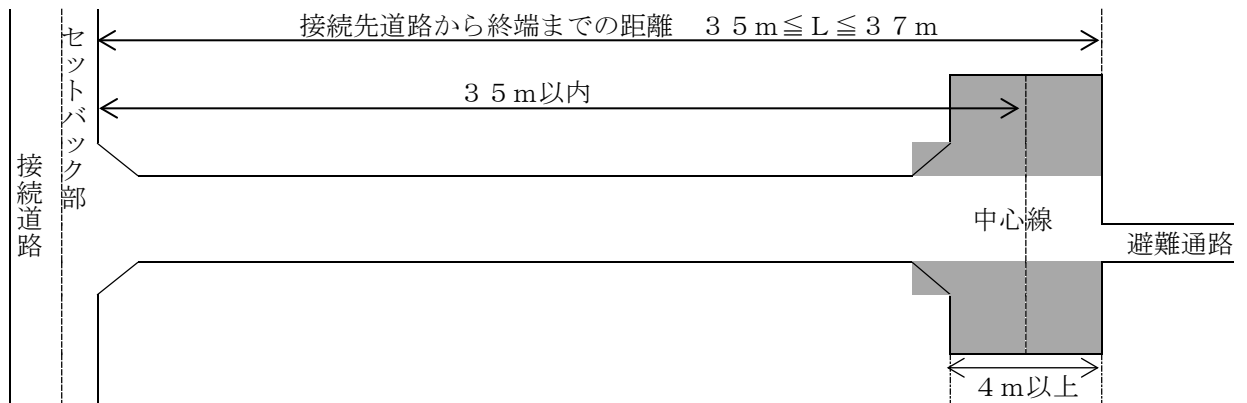 接続先道路から終端までの距離　３５ｍ≦Ｌ≦３７ｍ
セットバック部
３５ｍ以内
接続道路
中心線
避難通路
４ｍ以上